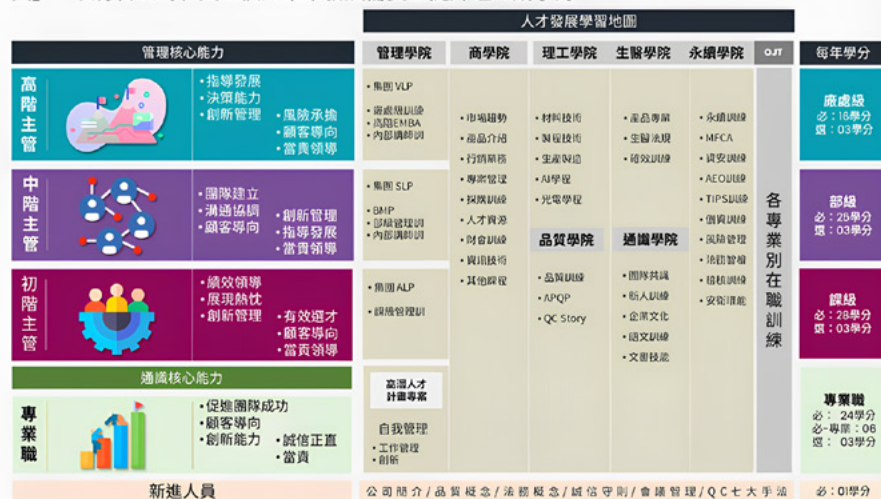 人才發展學習地圖
管理核心能力
管理學院
商學院
理工學院
生醫學院
永續學院
OJT
每年學分
高階主管
•指導發展
•決策能力
•創新管理
•風險承擔
•顧客導向
•當責領導
•集團 VLP
•廠處級訓練
•高階EMBA
•內部講師訓
•市場趨勢
•產品介紹
•行銷業務
•專案管理
•採購訓練
•人才資源
•財會訓練
•資訊技術
•其他課程
•材料技術
•製程技術
•生產製造
•AI學程
•光電學程
品質學院
•品質訓練
•APQP
•QC Story
•產品專業
•生醫法規
•確效訓練
通識學院
•團隊共識
•新人訓練
•企業文化
•語文訓練
•文書技能
•永續訓練
•MFCA
•資安訓練
•AEO訓練
•TIPS訓練
•個資訓練
•風險管理
•法務智權
•稽核訓練
•安衛環能
各專業別在職訓練
廠處級
必：16學分
選：03學分
中階主管
•團隊建立
•溝通協調
•顧客導向
•創新管理
•指導發展
•當責領導
•集團 SLP
•BMP
•部級管理訓
•內部講師訓
部級
必：25學分
選：03學分
初階主管
•績效領導
•展現熱忱
•創新管理
•有效選才
•顧客導向
•當責領導
•集團 ALP
•課級管理訓
課級
必：28學分
選：03學分
通識核心能力
專業職
•促進團隊成功
•顧客導向
•創新能力
•誠信正直
•當責
高潛人才
計畫專案
自我管理
•工作管理
•創新
專業職
必： 24學分
必-專業：06
選： 03學分
新進人員
公司簡介/品質概念/法務概念/誠信守則/會議管理/QC七大手法
必：01學分